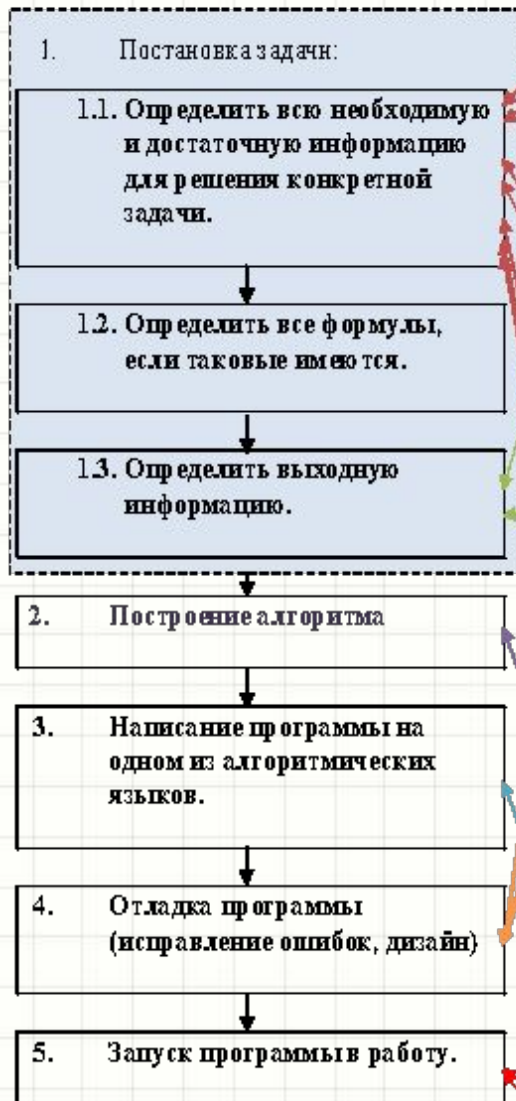 1. Постановка задачи:
1.1. Определить всю необходимую
и достаточную информацию
для решения конкретной
задачи.
1.2. Определить все формулы,
если таковые имеются.
1.3. Определить выходную
информацию.
2. Построение алгоритма
3. Написание программы на
одном из алгоритмических
языков.
4. Отладка программы
(исправление ошибок, дизайн)
5. Запуск программы в работу.